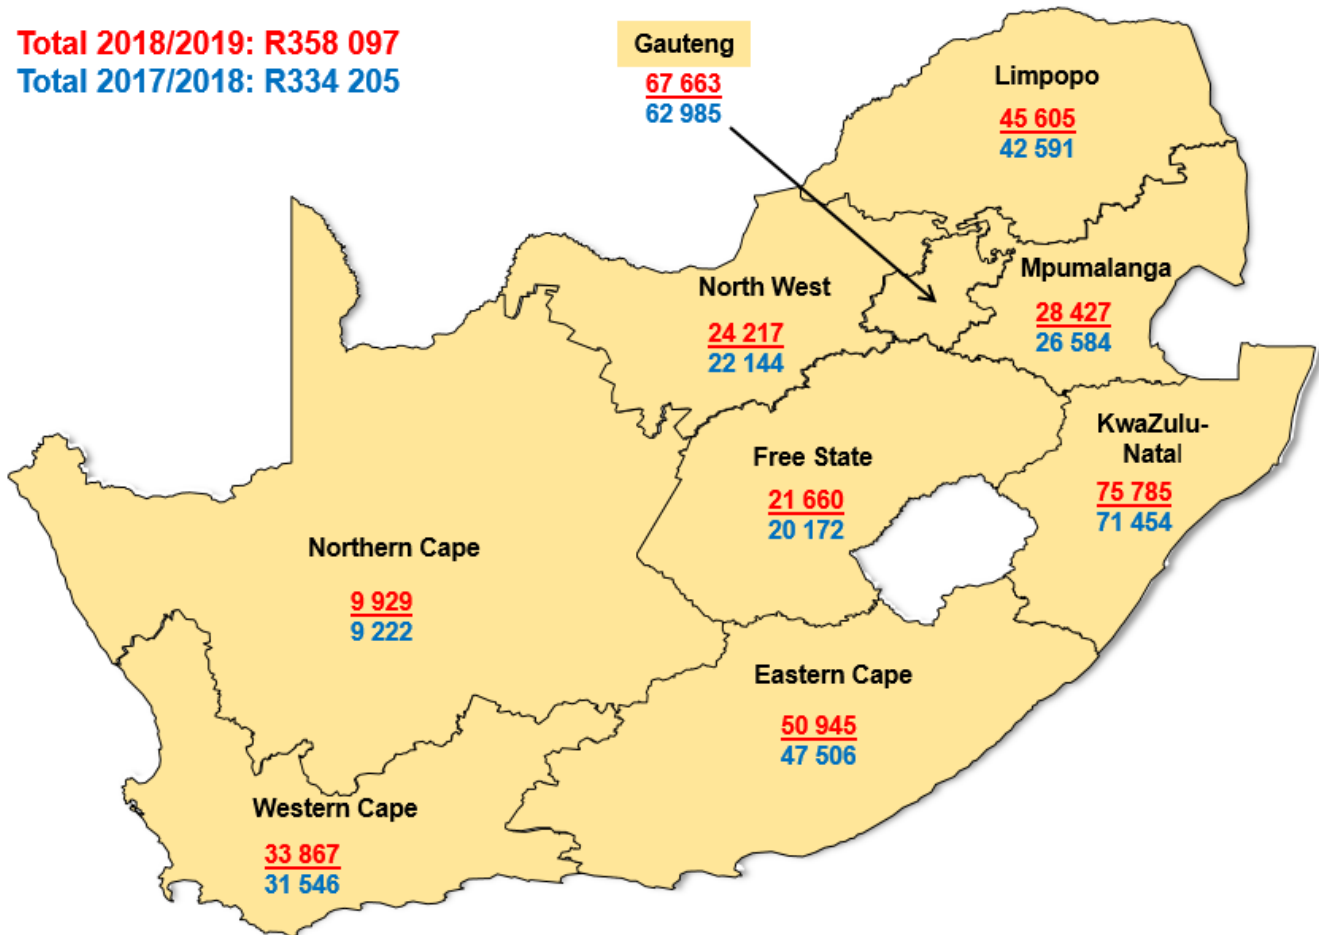 Total 2018/2019: R358 097
Total 2017/2018: R334 205
Gauteng
67 663
62 985
Limpopo
45 605
42 591
North West
24 217
22 144
Mpumalanga
28 427
26 584
KwaZulu-
Natal
75 785
71 454
Free State
21 660
20 172
Northern Cape
9 929
9 222
Eastern Cape
50 945
47 506
Western Cape
33 867
31 546